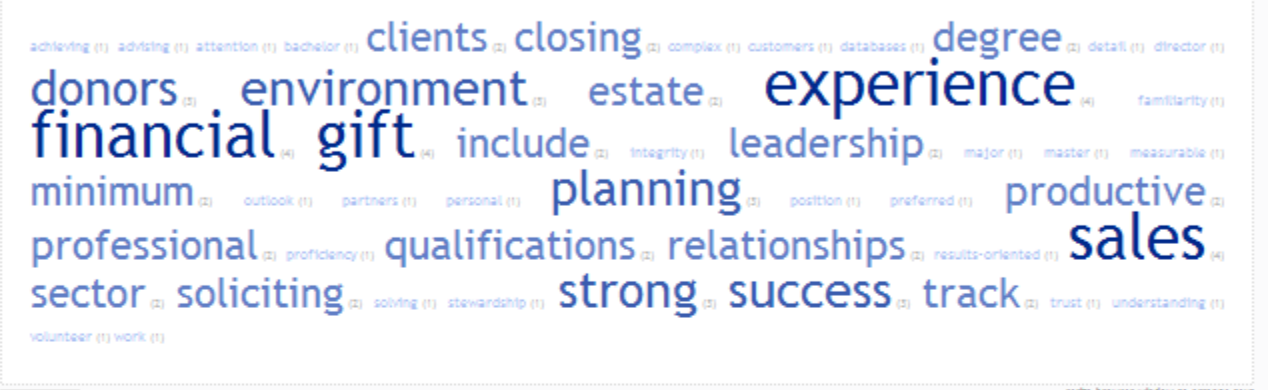 achieving (1) advising (1) attention (1) bachelor (1) clients (2) closing (2) complex (1) customers (1) databases (1) degree (2) detail (1) director (1)
donors (3) environment (3) estate (2) experience (4) familiarity (1)
financial (4) gift (4) include (2) integrity (1) leadership (2) major (1) master (1) measurable (1)
minimum (2) outlook (1) partners (1) personal (1) planning (3) position (1) preferred (1) productive (2)
professional (2) proficiency (1) qualifications (2) relationships (2) results-oriented (1) sales (4)
sector (2) soliciting (2) solving (1) stewardship (1) strong (3) success (3) track (2) trust (1) understanding (1)
volunteer (1) work (1)